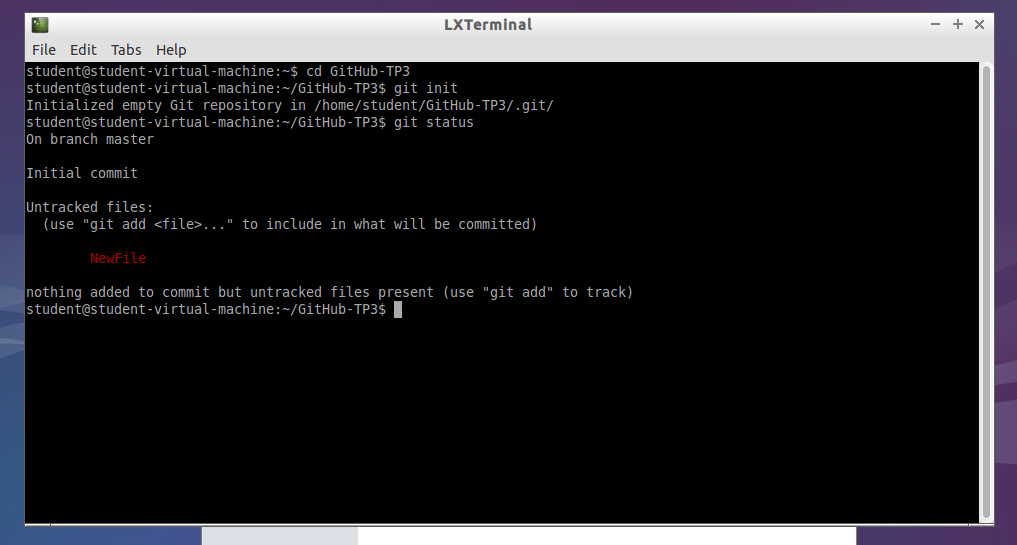 LXTerminal
File Edit Tabs Help
student@student-virtual-machine:~$ cd GitHub-TP3
student@student-virtual-machine:~/GitHub-TP3$ git init
Initialized empty Git repository in /home/student/GitHub-TP3/.git/
student@student-virtual-machine:~/GitHub-TP3$ git status
On branch master
Initial commit
Untracked files:
  (use "git add <file>..." to include in what will be committed)
        NewFile
nothing added to commit but untracked files present (use "git add" to track)
student@student-virtual-machine:~/GitHub-TP3$